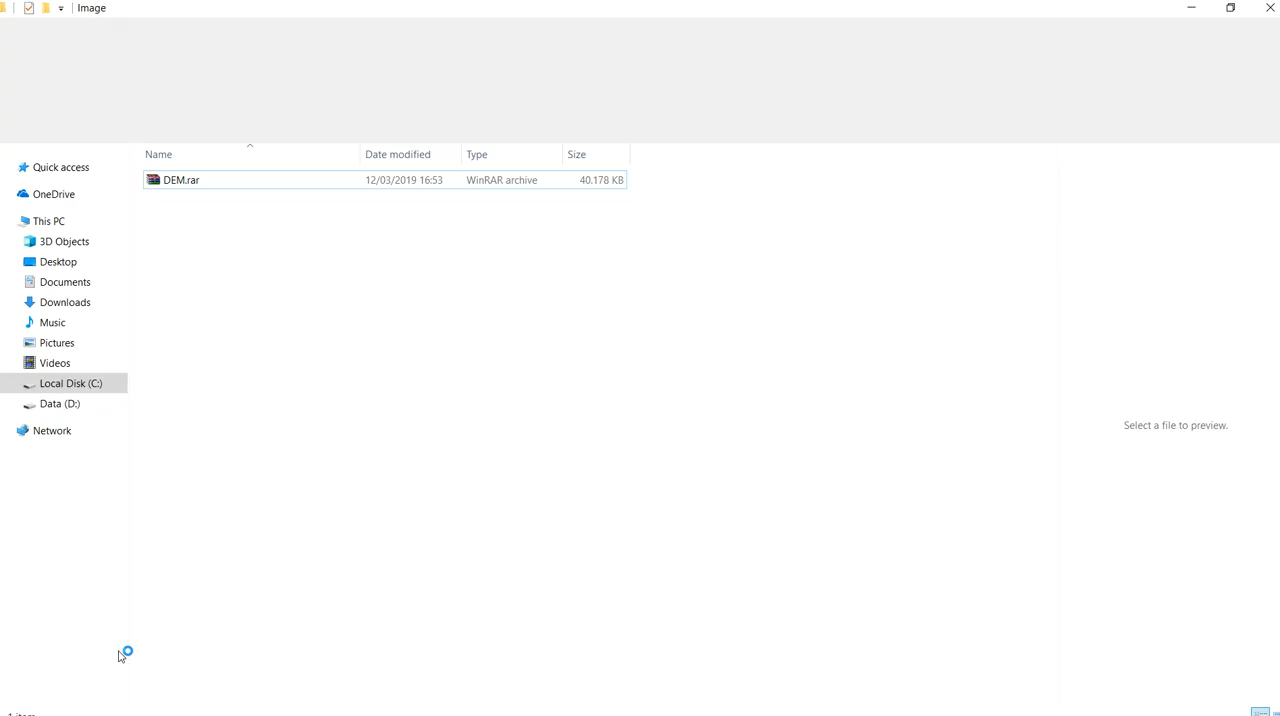 Image
Name Date modified Type Size
DEM.rar 12/03/2019 16:53 WinRAR archive 40.178 KB
Quick access
OneDrive
This PC
3D Objects
Desktop
Documents
Downloads
Music
Pictures
Videos
Local Disk (C:)
Data (D:)
Network
Select a file to preview.
1 item